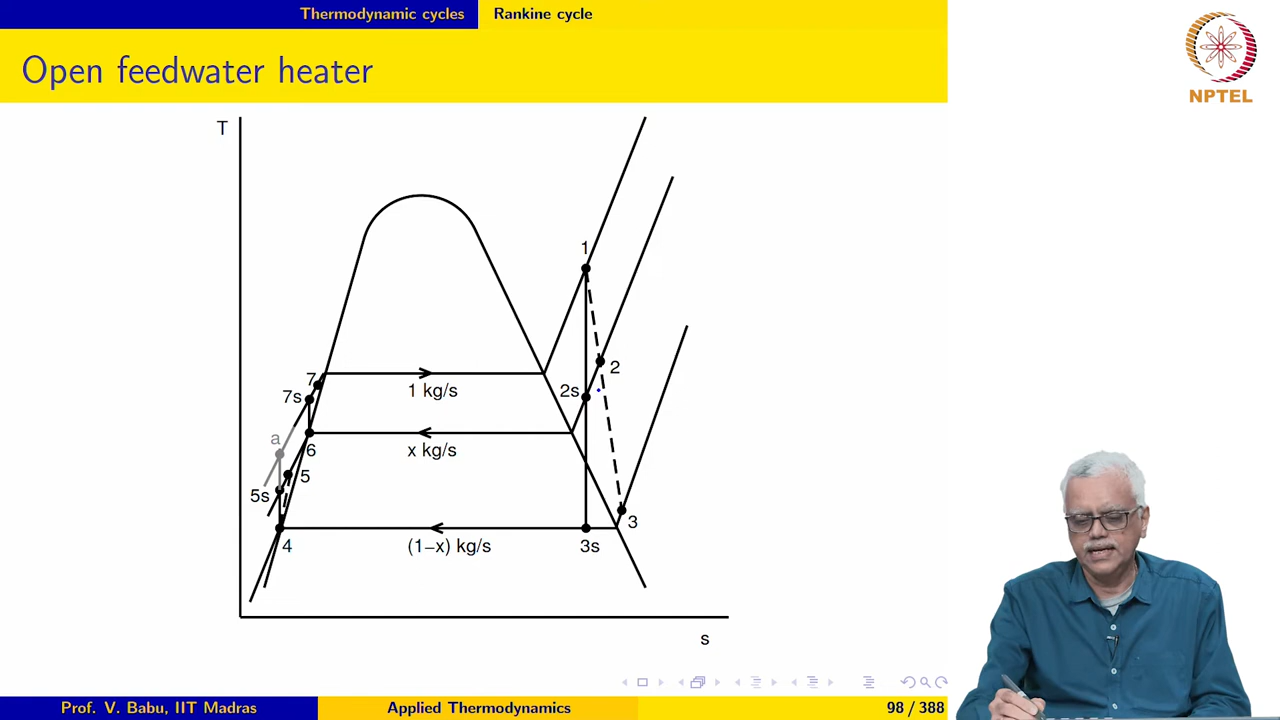 Thermodynamic cycles Rankine cycle
Open feedwater heater
NPTEL
T
1
2
7
7s
1 kg/s
2s
a
6
x kg/s
5
5s
3
4
(1−x) kg/s
3s
s
Prof. V. Babu, IIT Madras Applied Thermodynamics 98 / 388